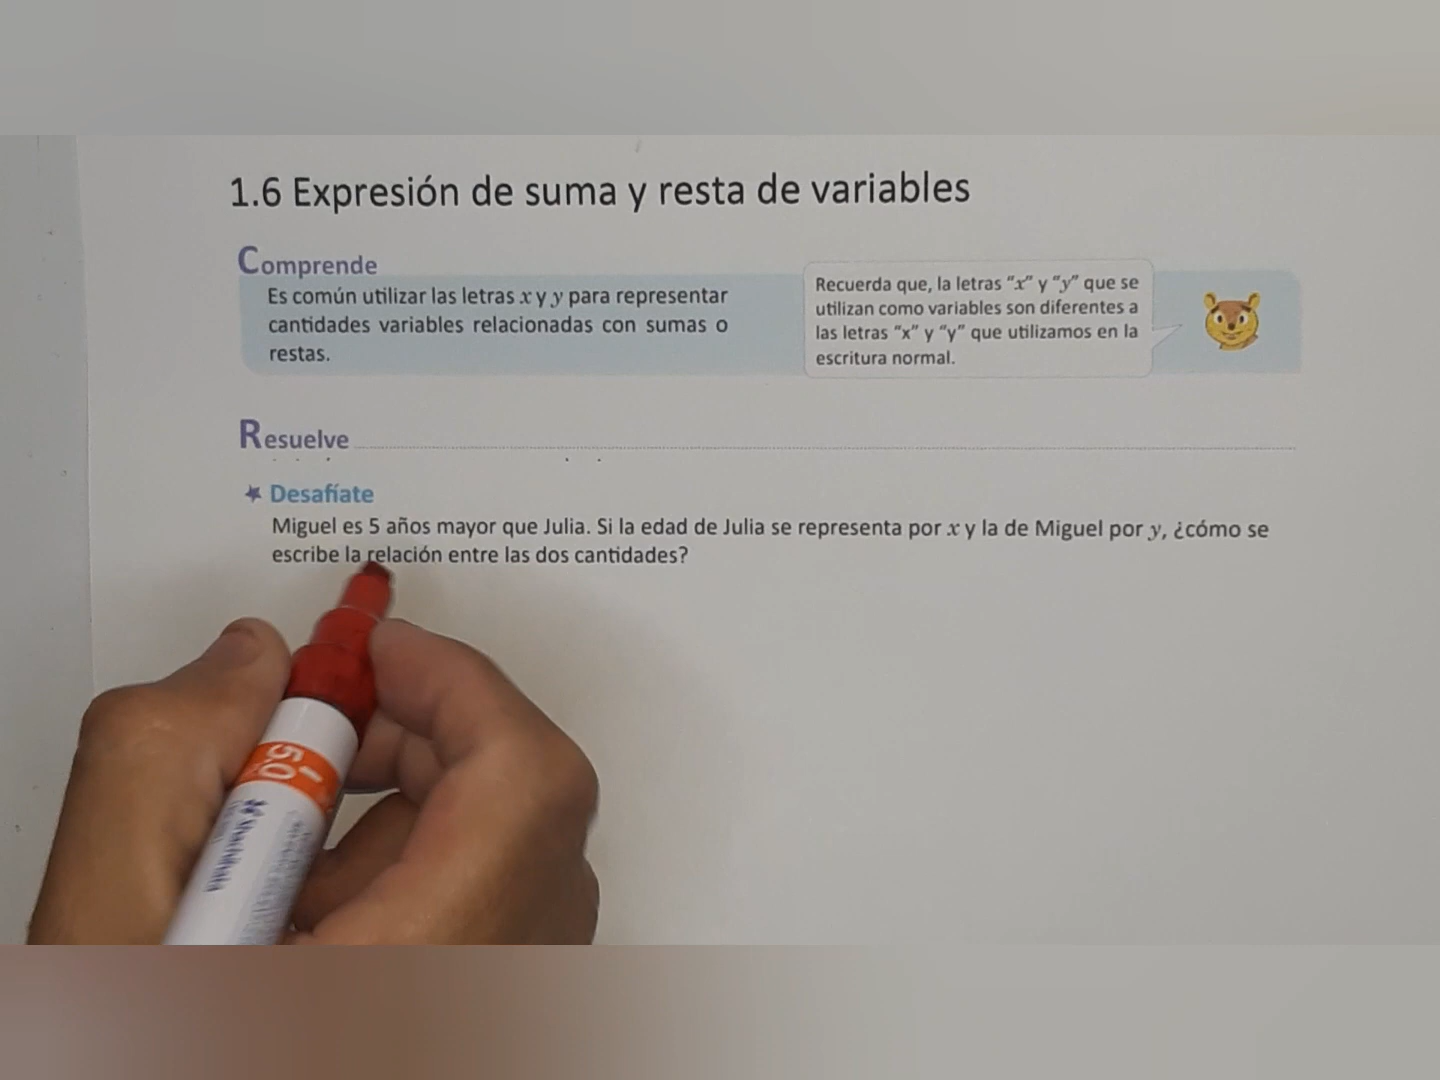 1.6 Expresión de suma y resta de variables
Comprende
Es común utilizar las letras x y y para representar
cantidades variables relacionadas con sumas o
restas.
Recuerda que, la letras “x” y “y” que se
utilizan como variables son diferentes a
las letras “x” y “y” que utilizamos en la
escritura normal.
Resuelve
★ Desafíate
Miguel es 5 años mayor que Julia. Si la edad de Julia se representa por x y la de Miguel por y, ¿cómo se
escribe la relación entre las dos cantidades?
5.0
Shachihata